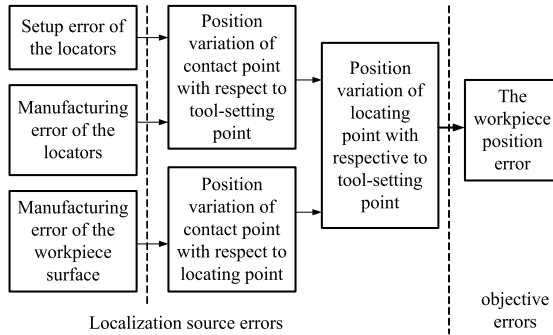 Setup error of
the locators
Manufacturing
error of the
locators
Manufacturing
error of the
workpiece
surface
Position
variation of
contact point
with respect to
tool-setting
point
Position
variation of
contact point
with respect to
locating point
Position
variation of
locating
point with
respective to
tool-setting
point
The
workpiece
position
error
Localization source errors
objective
errors